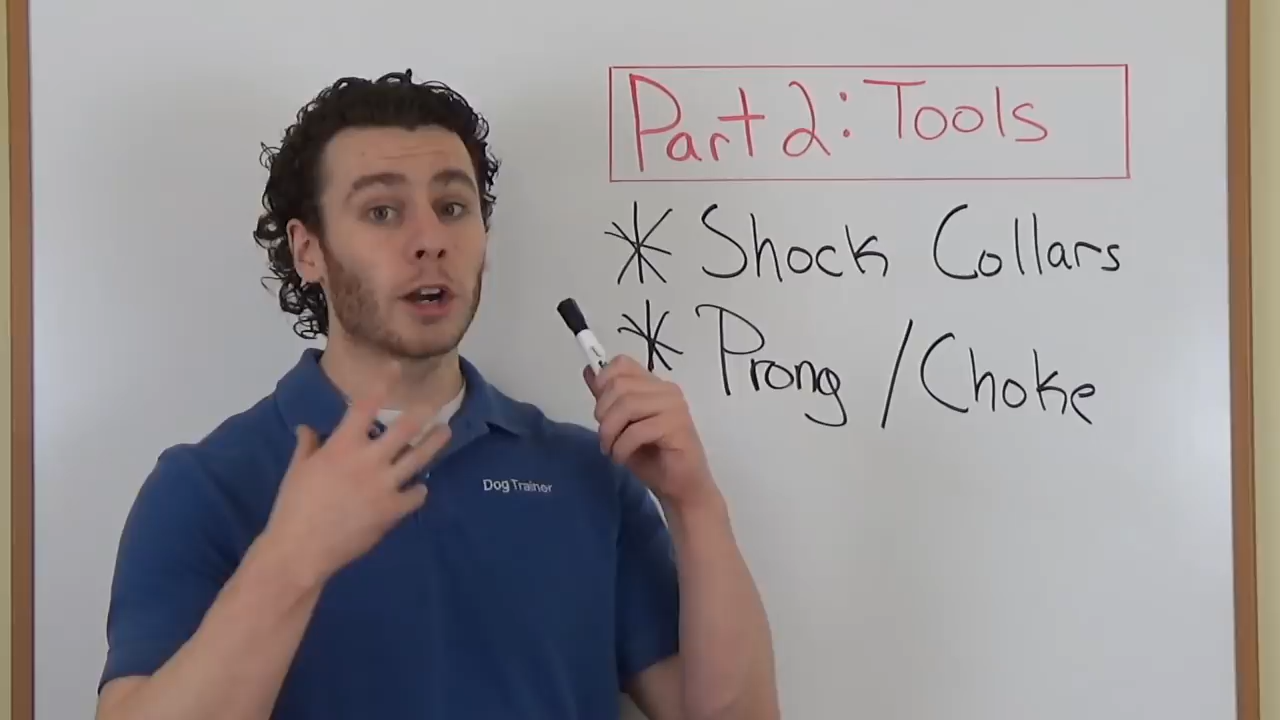 Part 2: Tools
* Shock Collars
* Prong / Choke
Dog Trainer